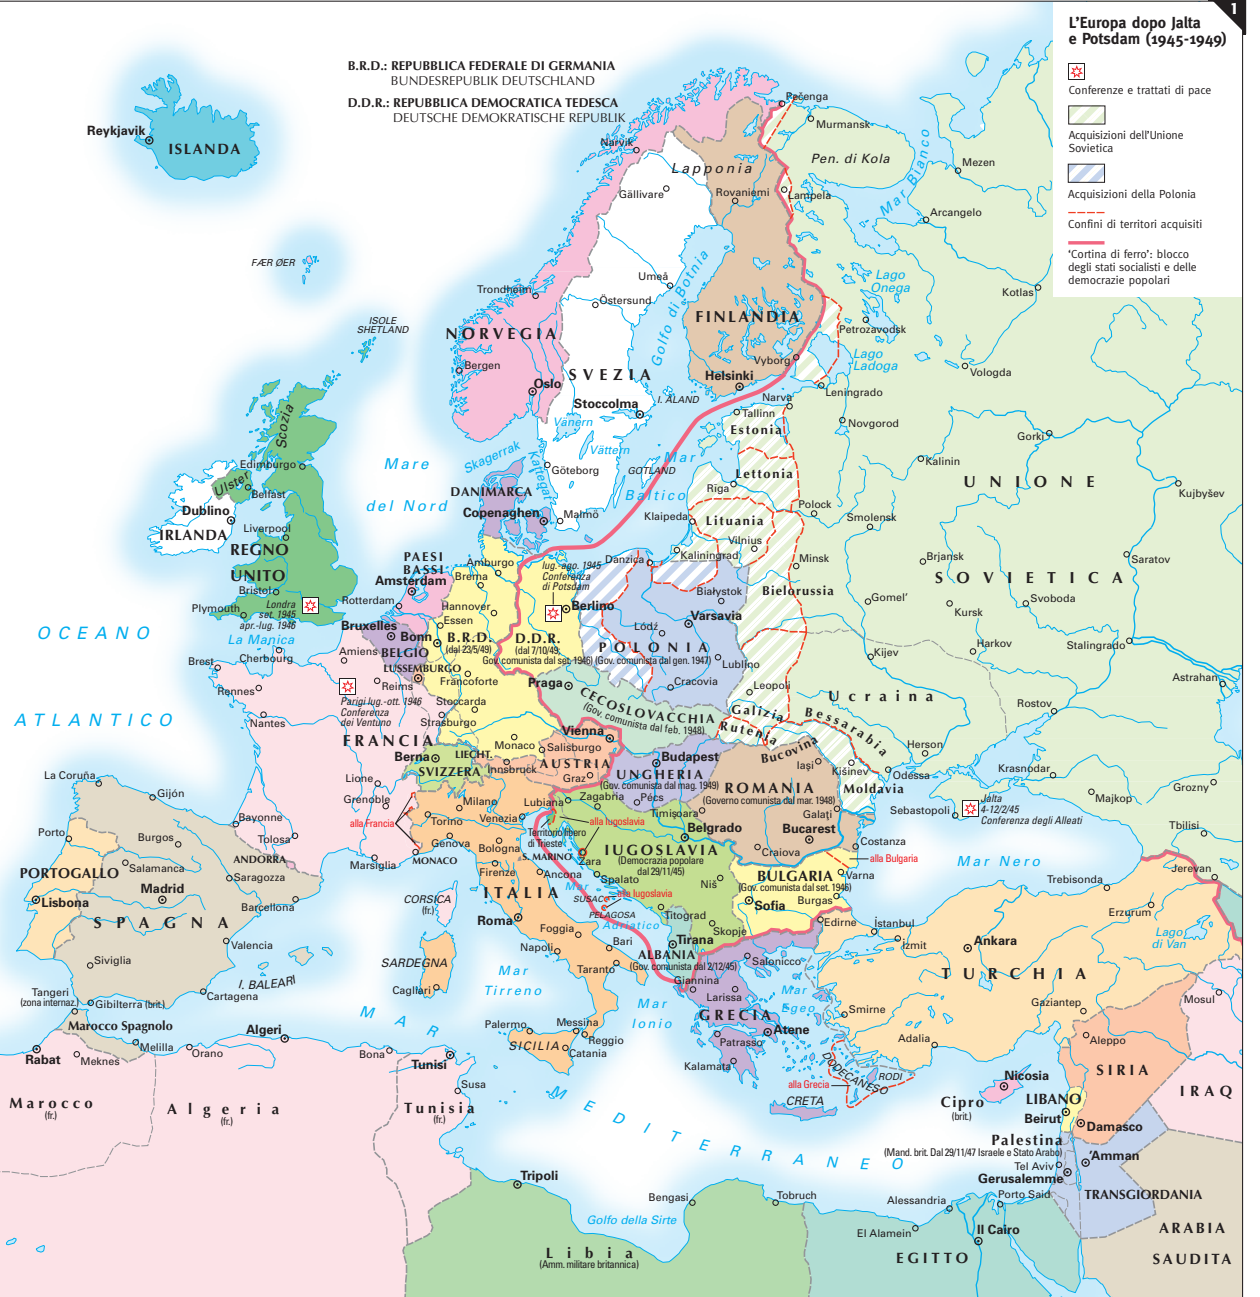 1
L'Europa dopo Jalta
e Potsdam (1945-1949)
Conferenze e trattati di pace
Acquisizioni dell'Unione
Sovietica
Acquisizioni della Polonia
Confini di territori acquisiti
'Cortina di ferro': blocco
degli stati socialisti e delle
democrazie popolari
B.R.D.: REPUBBLICA FEDERALE DI GERMANIA
BUNDESREPUBLIK DEUTSCHLAND
D.D.R.: REPUBBLICA DEMOCRATICA TEDESCA
DEUTSCHE DEMOKRATISCHE REPUBLIK
Reykjavik
ISLANDA
FÆR ØER
ISOLE
SHETLAND
Pečenga
Murmansk
Pen. di Kola
Mar Bianco
Mezen
Arcangelo
Narvik
Lapponia
Gällivare
Rovaniemi
Lampela
Lago
Onega
Kotlas
Umeå
Trondheim
Östersund
Golfo di Botnia
NORVEGIA
FINLANDIA
Petrozavodsk
Lago
Ladoga
Vyborg
Vologda
Bergen
Oslo
SVEZIA
Helsinki
Leningrado
Stoccolma
I. ÅLAND
Narva
Tallinn
Estonia
Novgorod
Gorki
Scozia
Vänern
Vättern
Skagerrak
Kattegat
Göteborg
GOTLAND
Mar
Baltico
Lettonia
Riga
Kalinin
UNIONE
Kujbyšev
Edimburgo
Ulster
Belfast
Mare
del Nord
DANIMARCA
Copenaghen
Malmö
Klaipeda
Lituania
Polock
Smolensk
Dublino
IRLANDA
Liverpool
REGNO
UNITO
Bristol
Plymouth
Londra
set. 1945
apr.-lug. 1946
La Manica
PAESI
BASSI
Amsterdam
Rotterdam
Amburgo
Brema
Hannover
Essen
lug.-ago. 1945
Conferenza
di Potsdam
Berlino
Danzica
Kaliningrad
Vilnius
Minsk
Brjansk
Saratov
SOVIETICA
Białystok
Bielorussia
Gomel'
Kursk
Svoboda
Varsavia
Łódź
POLONIA
(Gov. comunista dal gen. 1947)
Lublino
Kijev
Harkov
Stalingrado
Astrahan
Bruxelles
BELGIO
Bonn
B.R.D.
(dal 23/5/49)
D.D.R.
(dal 7/10/49;
Gov. comunista dal set. 1946)
LUSSEMBURGO
Francoforte
Cherbourg
Amiens
Brest
Reims
Rennes
Parigi lug.-ott. 1946
Conferenza
dei Ventuno
Nantes
Stoccarda
Strasburgo
Praga
CECOSLOVACCHIA
(Gov. comunista dal feb. 1948)
Cracovia
Leopoli
Galizia
Rutenia
Bessarabia
Ucraina
Rostov
OCEANO
ATLANTICO
FRANCIA
Berna
SVIZZERA
LIECHT.
Monaco
Innsbruck
Salisburgo
Vienna
AUSTRIA
Graz
Budapest
UNGHERIA
(Gov. comunista dal mag. 1949)
Pécs
Bucovina
Iaşi
Kišinev
Moldavia
Herson
Odessa
Krasnodar
Grozny
ROMANIA
(Governo comunista dal mar. 1948)
Galaţi
Bucarest
Craiova
Timişoara
Costanza
Sebastopoli
Jalta
4-12/2/45
Conferenza degli Alleati
Majkop
Tbilisi
Jerevan
La Coruña
Gijón
Lione
Grenoble
alla Francia
Bayonne
Tolosa
Marsiglia
MONACO
Milano
Torino
Genova
Venezia
Bologna
Firenze
S. MARINO
Ancona
Lubiana
Zagabria
alla Iugoslavia
Territorio libero
di Trieste
Zara
IUGOSLAVIA
(Democrazia popolare
dal 29/11/45)
Belgrado
Niš
Spalato
alla Iugoslavia
Titograd
Skopje
BULGARIA
(Gov. comunista dal set. 1946)
alla Bulgaria
Varna
Burgas
Sofia
Mar Nero
Trebisonda
Erzurum
Lago
di Van
Porto
PORTOGALLO
Lisbona
Burgos
Salamanca
Madrid
SPAGNA
ANDORRA
Saragozza
Barcellona
Valencia
Siviglia
I. BALEARI
Cartagena
Gibilterra (brit.)
Tangeri
(zona internaz.)
Marocco Spagnolo
Melilla
CORSICA
(fr.)
SARDEGNA
Cagliari
ITALIA
Roma
Foggia
Napoli
Bari
Taranto
Mar
Tirreno
SUSAC
PELAGOSA
Mar
Adriatico
Tirana
ALBANIA
(Gov. comunista dal 2/12/45)
Mar
Ionio
Giannina
Salonicco
Larissa
GRECIA
Mar
Egeo
Atene
Patrasso
Kalamata
Edirne
İstanbul
İzmit
Ankara
TURCHIA
Smirne
Adalia
Gaziantep
Mosul
Palermo
Messina
Reggio
SICILIA
Catania
DODECANESO
RODI
alla Grecia
CRETA
Rabat
Meknes
Orano
Algeri
Bona
Tunisi
Susa
Marocco
(fr.)
Algeria
(fr.)
Tunisia
(fr.)
MAR
MEDITERRANEO
Nicosia
Cipro
(brit.)
Aleppo
SIRIA
IRAQ
LIBANO
Beirut
Damasco
Palestina
(Mand. brit. Dal 29/11/47 Israele e Stato Arabo)
Tel Aviv
'Amman
Gerusalemme
TRANSGIORDANIA
Tripoli
Bengasi
Tobruch
Golfo della Sirte
Libia
(Amm. militare britannica)
Alessandria
Porto Said
El Alamein
Il Cairo
EGITTO
ARABIA
SAUDITA